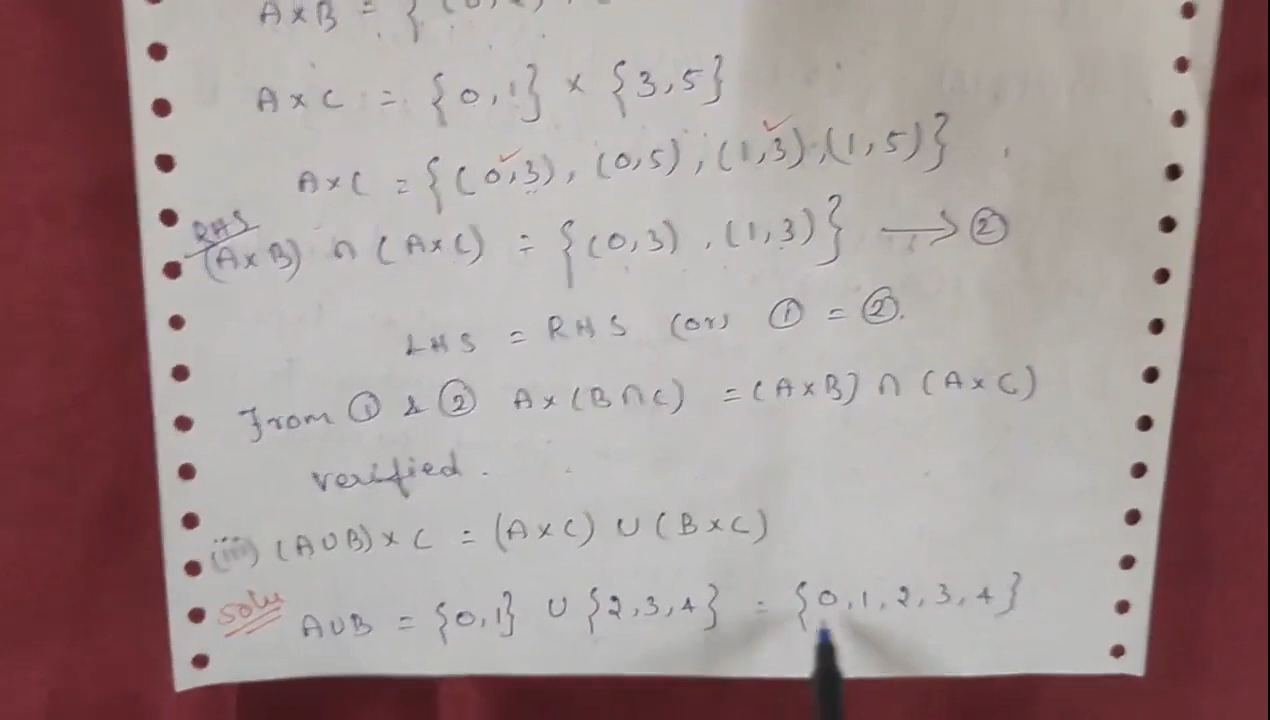 A×B = { (0,
A×C = {0,1} × {3,5}
A×C = {(0,3), (0,5), (1,3), (1,5)}
RHS
(A×B) ∩ (A×C) = {(0,3), (1,3)} → ②
LHS = RHS (or) ① = ②.
From ① & ② A×(B∩C) = (A×B) ∩ (A×C)
verified.
(iii) (A∪B)×C = (A×C) ∪ (B×C)
Solu
A∪B = {0,1} ∪ {2,3,4} = {0,1,2,3,4}